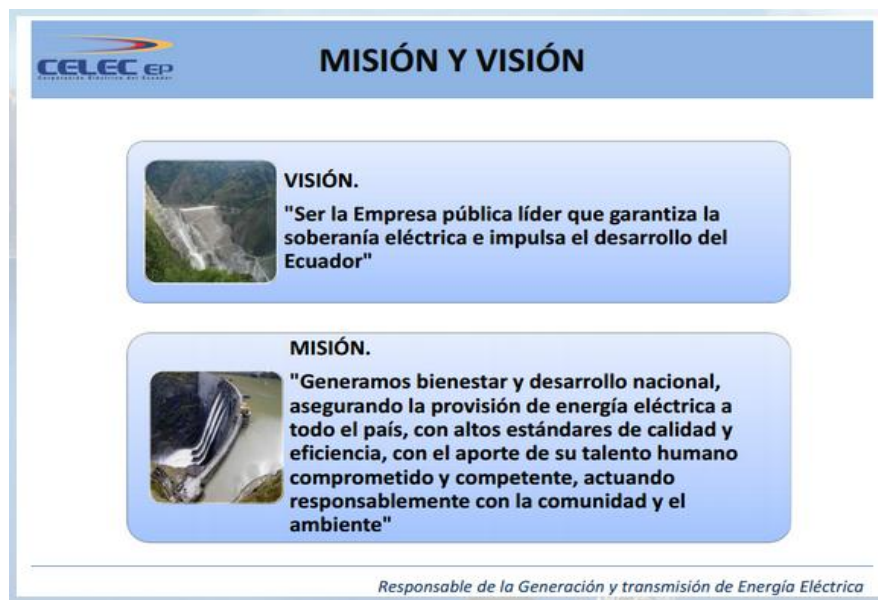 CELEC EP
Corporación Eléctrica del Ecuador
MISIÓN Y VISIÓN
VISIÓN.
"Ser la Empresa pública líder que garantiza la
soberanía eléctrica e impulsa el desarrollo del
Ecuador"
MISIÓN.
"Generamos bienestar y desarrollo nacional,
asegurando la provisión de energía eléctrica a
todo el país, con altos estándares de calidad y
eficiencia, con el aporte de su talento humano
comprometido y competente, actuando
responsablemente con la comunidad y el
ambiente"
Responsable de la Generación y transmisión de Energía Eléctrica